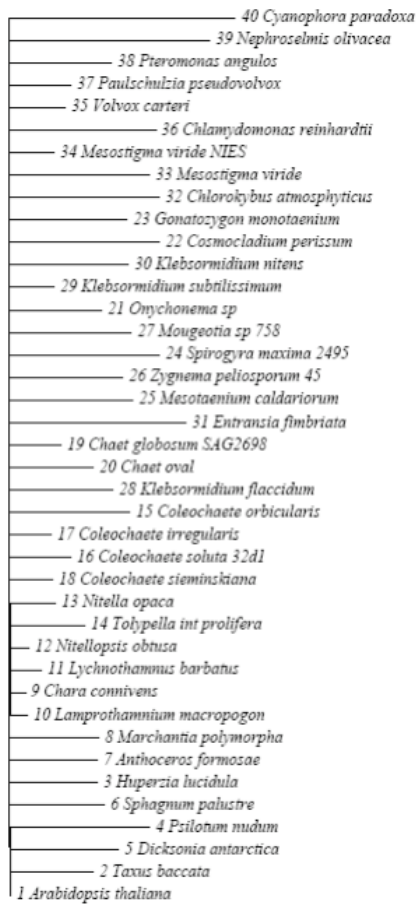 40 Cyanophora paradoxa
39 Nephroselmis olivacea
38 Pteromonas angulos
37 Paulschulzia pseudovolvox
35 Volvox carteri
36 Chlamydomonas reinhardtii
34 Mesostigma viride NIES
33 Mesostigma viride
32 Chlorokybus atmosphyticus
23 Gonatozygon monotaenium
22 Cosmocladium perissum
30 Klebsormidium nitens
29 Klebsormidium subtilissimum
21 Onychonema sp
27 Mougeotia sp 758
24 Spirogyra maxima 2495
26 Zygnema peliosporum 45
25 Mesotaenium caldariorum
31 Entransia fimbriata
19 Chaet globosum SAG2698
20 Chaet oval
28 Klebsormidium flaccidum
15 Coleochaete orbicularis
17 Coleochaete irregularis
16 Coleochaete soluta 32d1
18 Coleochaete sieminskiana
13 Nitella opaca
14 Tolypella int prolifera
12 Nitellopsis obtusa
11 Lychnothamnus barbatus
9 Chara connivens
10 Lamprothamnium macropogon
8 Marchantia polymorpha
7 Anthoceros formosae
3 Huperzia lucidula
6 Sphagnum palustre
4 Psilotum nudum
5 Dicksonia antarctica
2 Taxus baccata
1 Arabidopsis thaliana